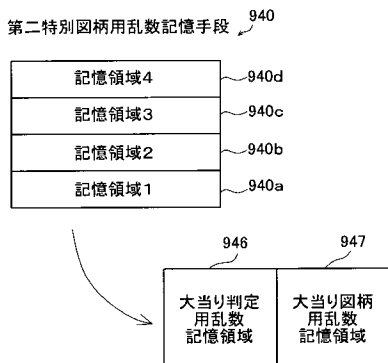 第二特別図柄用乱数記憶手段 940
記憶領域4 940d
記憶領域3 940c
記憶領域2 940b
記憶領域1 940a
946 947
大当り判定 大当り図柄
用乱数 用乱数
記憶領域 記憶領域